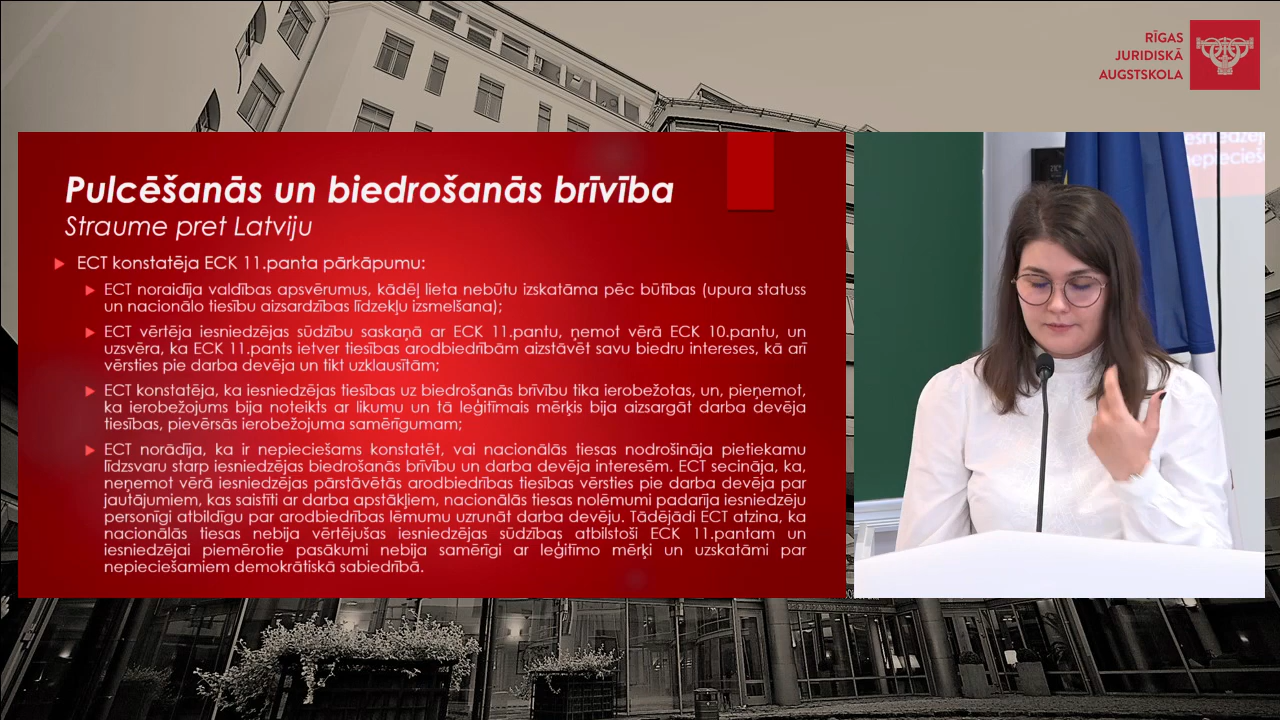 RĪGAS
JURIDISKĀ
AUGSTSKOLA
Pulcēšanās un biedrošanās brīvība
Straume pret Latviju
ECT konstatēja ECK 11.panta pārkāpumu:
ECT noraidīja valdības apsvērumus, kādēļ lieta nebūtu izskatāma pēc būtības (upura statuss
un nacionālo tiesību aizsardzības līdzekļu izsmelšana);
ECT vērtēja iesniedzējas sūdzību saskaņā ar ECK 11.pantu, ņemot vērā ECK 10.pantu, un
uzsvēra, ka ECK 11.pants ietver tiesības arodbiedrībām aizstāvēt savu biedru intereses, kā arī
vērsties pie darba devēja un tikt uzklausītām;
ECT konstatēja, ka iesniedzējas tiesības uz biedrošanās brīvību tika ierobežotas, un, pieņemot,
ka ierobežojums bija noteikts ar likumu un tā leģitīmais mērķis bija aizsargāt darba devēja
tiesības, pievērsās ierobežojuma samērīgumam;
ECT norādīja, ka ir nepieciešams konstatēt, vai nacionālās tiesas nodrošināja pietiekamu
līdzsvaru starp iesniedzējas biedrošanās brīvību un darba devēja interesēm. ECT secināja, ka,
neņemot vērā iesniedzējas pārstāvētās arodbiedrības tiesības vērsties pie darba devēja par
jautājumiem, kas saistīti ar darba apstākļiem, nacionālās tiesas nolēmumi padarīja iesniedzēju
personīgi atbildīgu par arodbiedrības lēmumu uzrunāt darba devēju. Tādējādi ECT atzina, ka
nacionālās tiesas nebija vērtējušas iesniedzējas sūdzības atbilstoši ECK 11.pantam un
iesniedzējai piemērotie pasākumi nebija samērīgi ar leģitīmo mērķi un uzskatāmi par
nepieciešamiem demokrātiskā sabiedrībā.